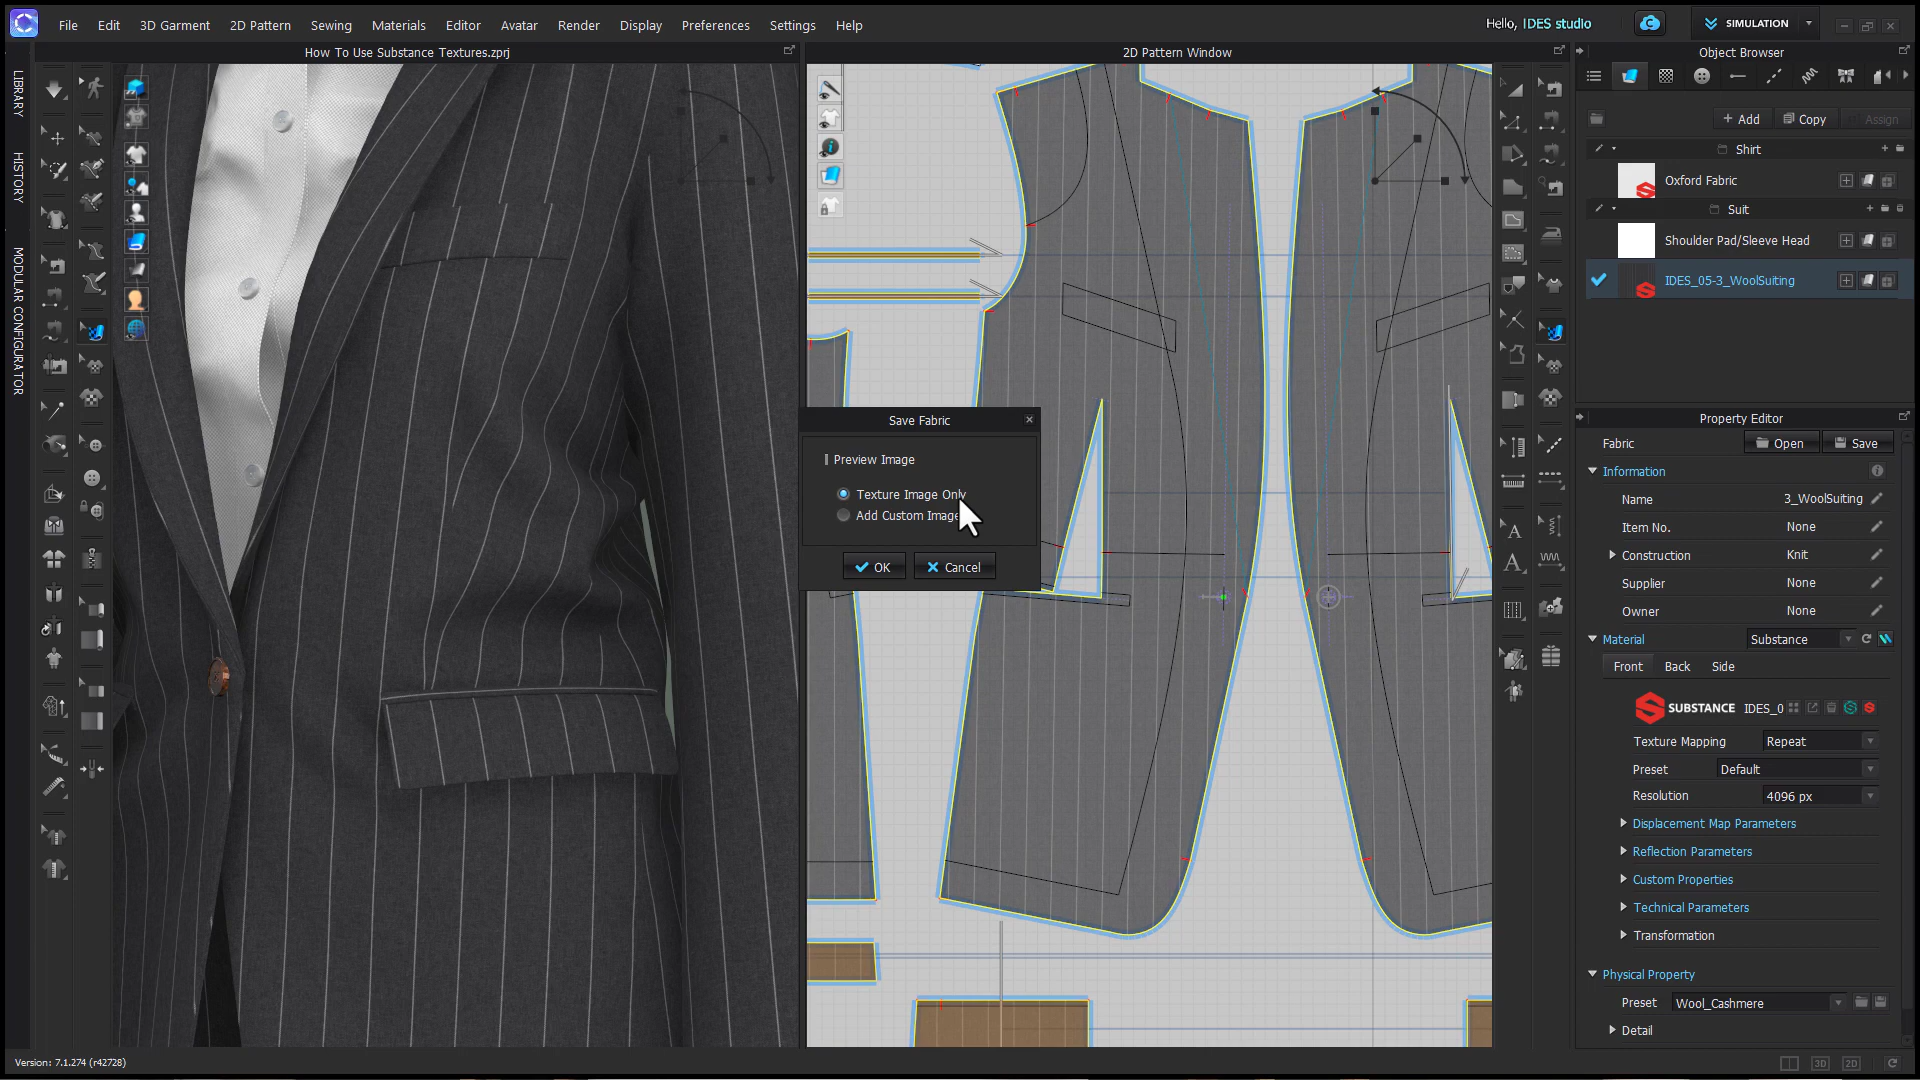 File Edit 3D Garment 2D Pattern Sewing Materials Editor Avatar Render Display Preferences Settings Help
Hello, IDES studio
SIMULATION
How To Use Substance Textures.zprj
2D Pattern Window
Object Browser
LIBRARY
HISTORY
MODULAR CONFIGURATOR
+ Add
Copy
Assign
Shirt
Oxford Fabric
Suit
Shoulder Pad/Sleeve Head
IDES_05-3_WoolSuiting
Save Fabric
Preview Image
Texture Image Only
Add Custom Image
OK
Cancel
Property Editor
Fabric
Open
Save
Information
Name 3_WoolSuiting
Item No. None
Construction Knit
Supplier None
Owner None
Material Substance
Front Back Side
SUBSTANCE IDES_0
Texture Mapping Repeat
Preset Default
Resolution 4096 px
Displacement Map Parameters
Reflection Parameters
Custom Properties
Technical Parameters
Transformation
Physical Property
Preset Wool_Cashmere
Detail
Version: 7.1.274 (r42728)
3D 2D